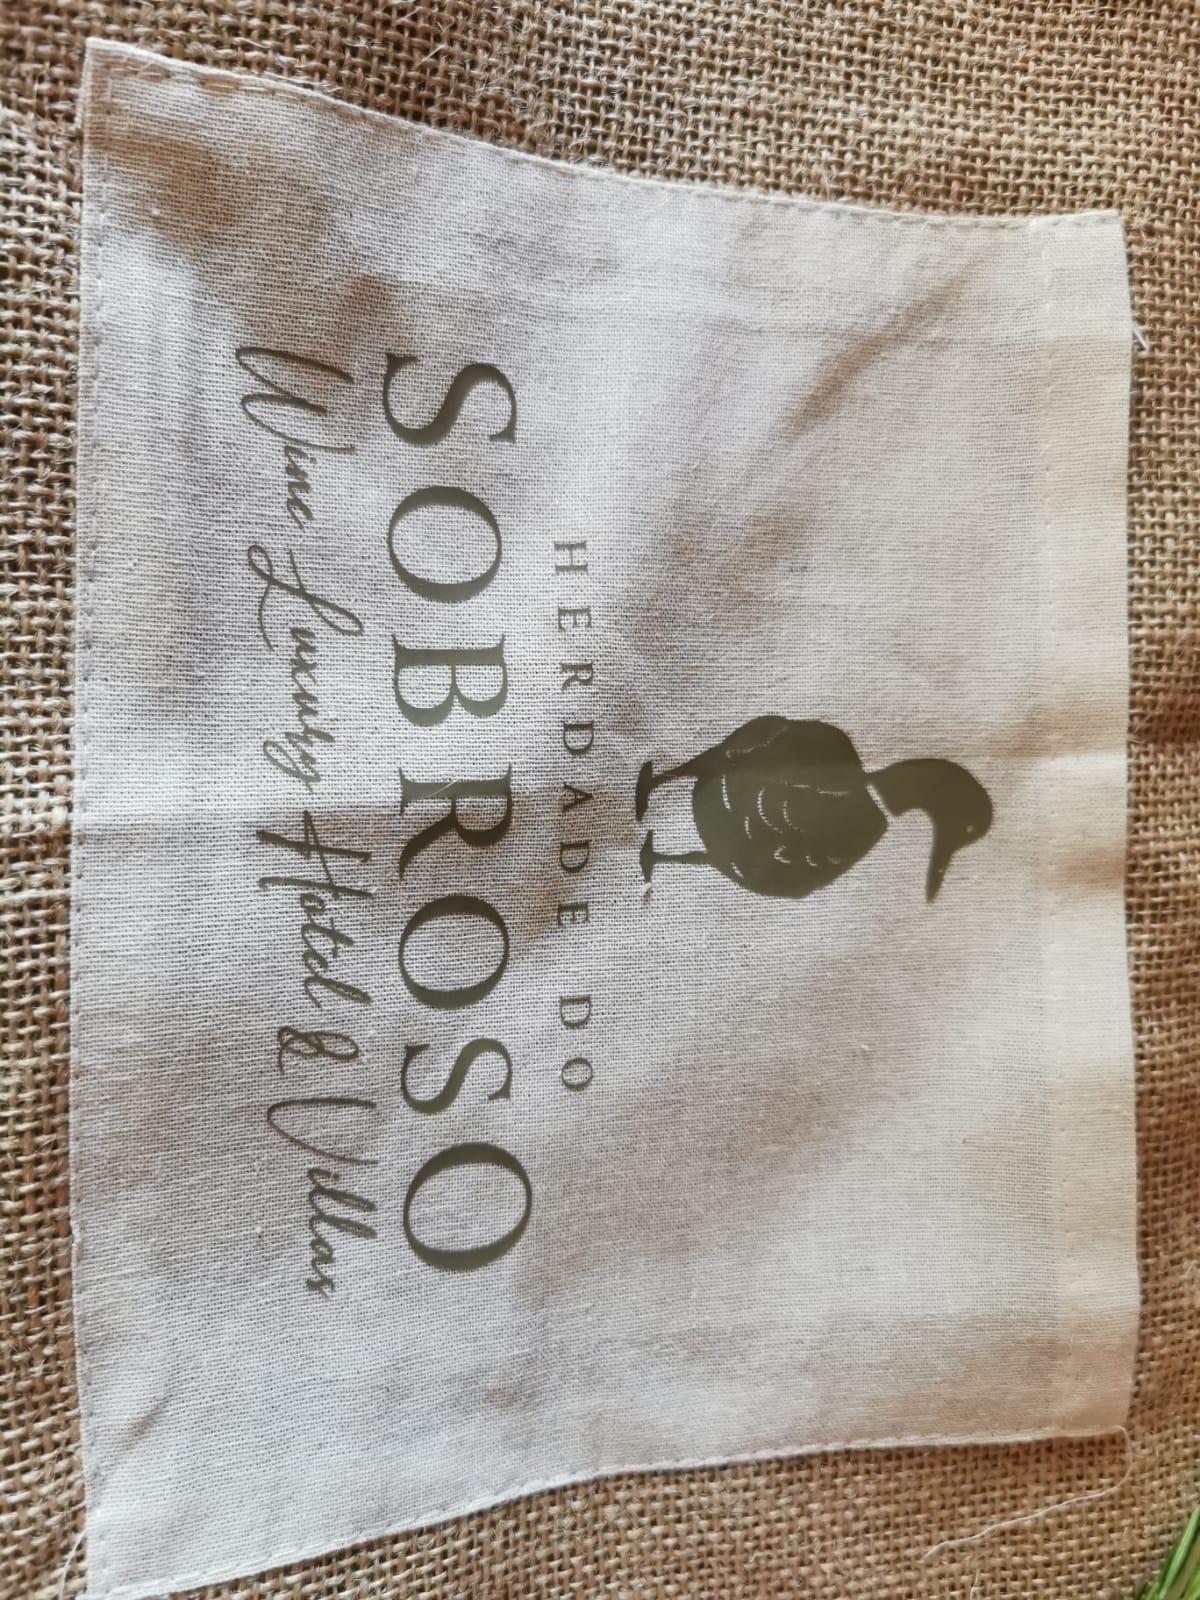 HERDADE DO
SOBROSO
Wine Luxury Hotel & Villas